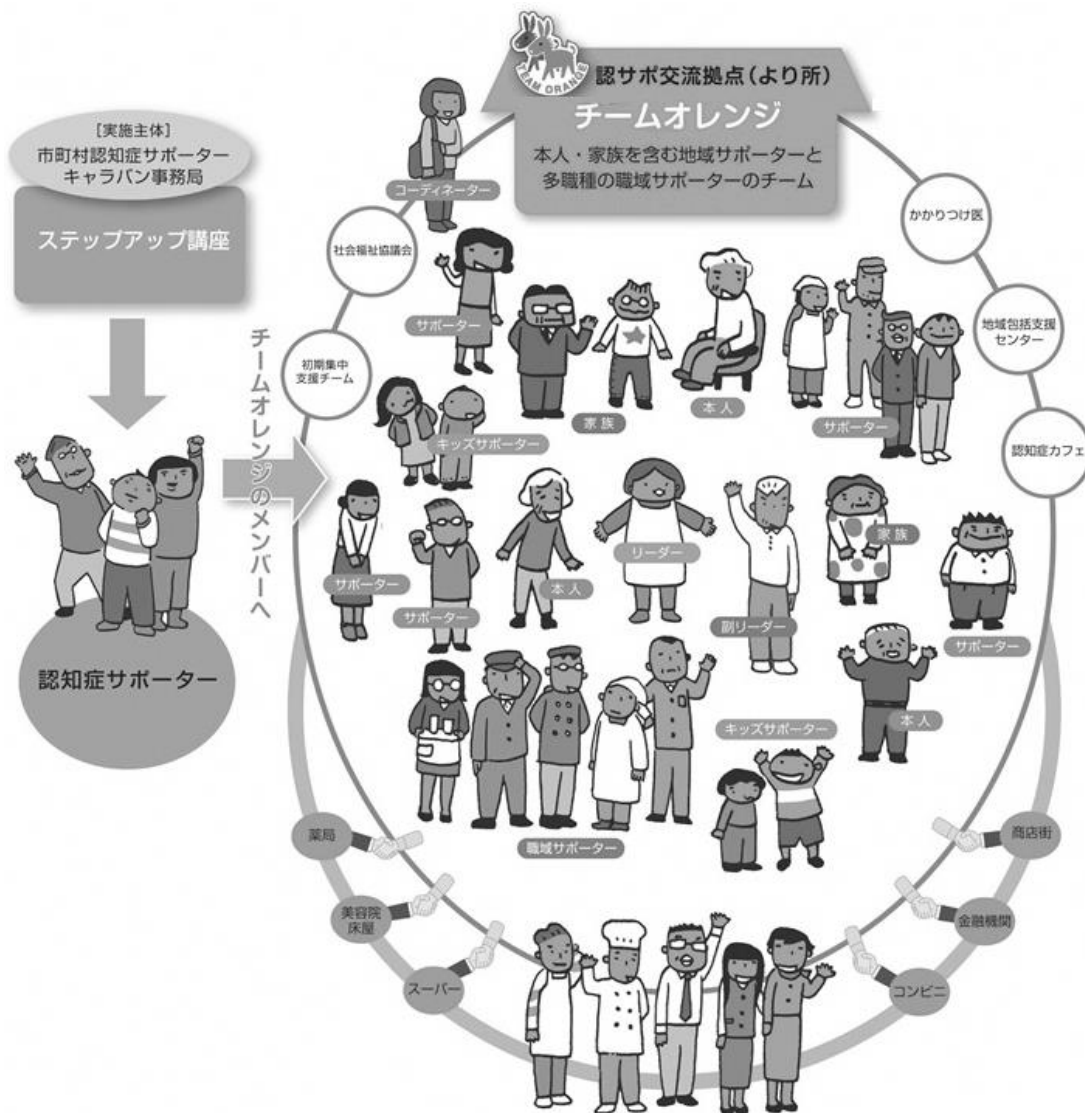 TEAM ORANGE
認サポ交流拠点(より所)
チームオレンジ
本人・家族を含む地域サポーターと
多職種の職域サポーターのチーム
[実施主体]
市町村認知症サポーター
キャラバン事務局
ステップアップ講座
チームオレンジのメンバーへ
認知症サポーター
コーディネーター
社会福祉協議会
初期集中
支援チーム
かかりつけ医
地域包括支援
センター
認知症カフェ
サポーター
家族
本人
サポーター
キッズサポーター
サポーター
サポーター
本人
リーダー
副リーダー
家族
サポーター
本人
キッズサポーター
職域サポーター
薬局
美容院
床屋
スーパー
商店街
金融機関
コンビニ